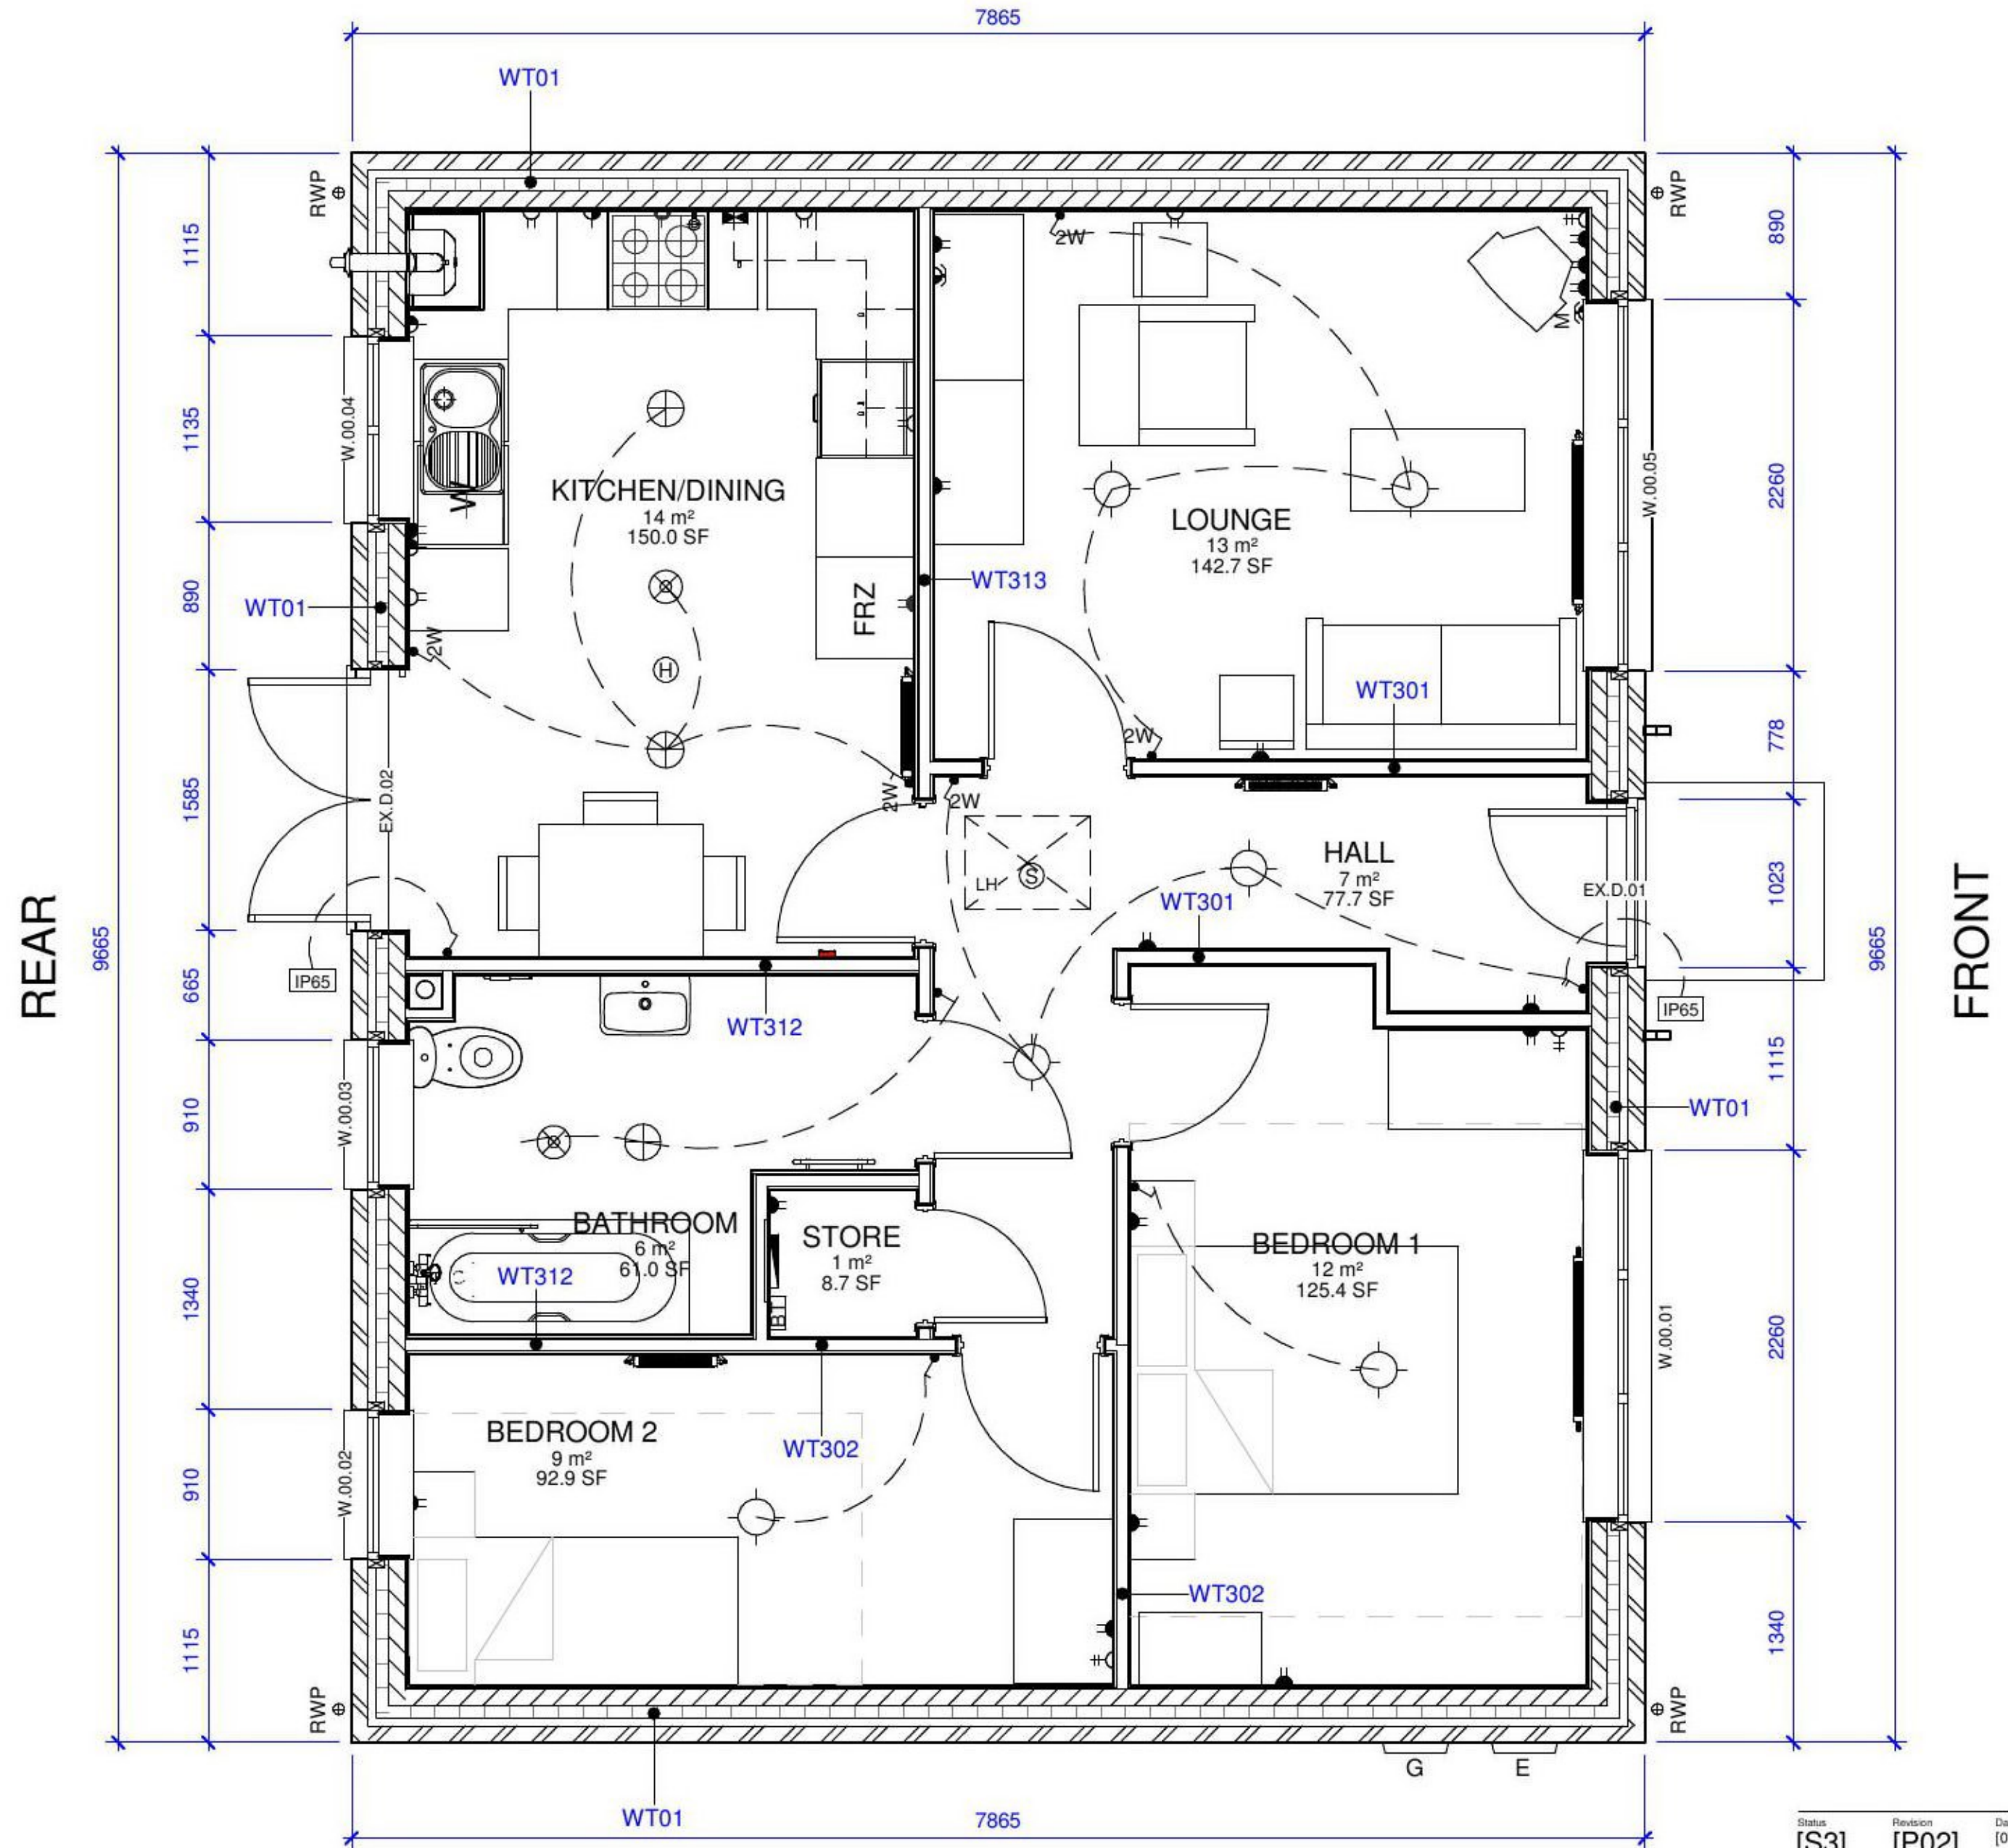 7865
WT01
RWP
RWP
1115
890
2W
M
W.00.04
1135
KITCHEN/DINING
14 m²
150.0 SF
W
LOUNGE
13 m²
142.7 SF
W.00.05
2260
WT313
FRZ
WT01
890
2W
WT301
2W
778
1585
EX.D.02
2W
2W
LH
S
H
HALL
7 m²
77.7 SF
WT301
EX.D.01
1023
REAR
9665
9665
FRONT
IP65
665
WT312
IP65
1115
W.00.03
910
WT01
BATHROOM
6 m²
61.0 SF
WT312
STORE
1 m²
8.7 SF
BT
BEDROOM 1
12 m²
125.4 SF
1340
W.00.01
2260
BEDROOM 2
9 m²
92.9 SF
WT302
W.00.02
910
WT302
1115
1340
RWP
RWP
G
E
WT01
7865
Status
Revision
Da
[S3]
[P02]